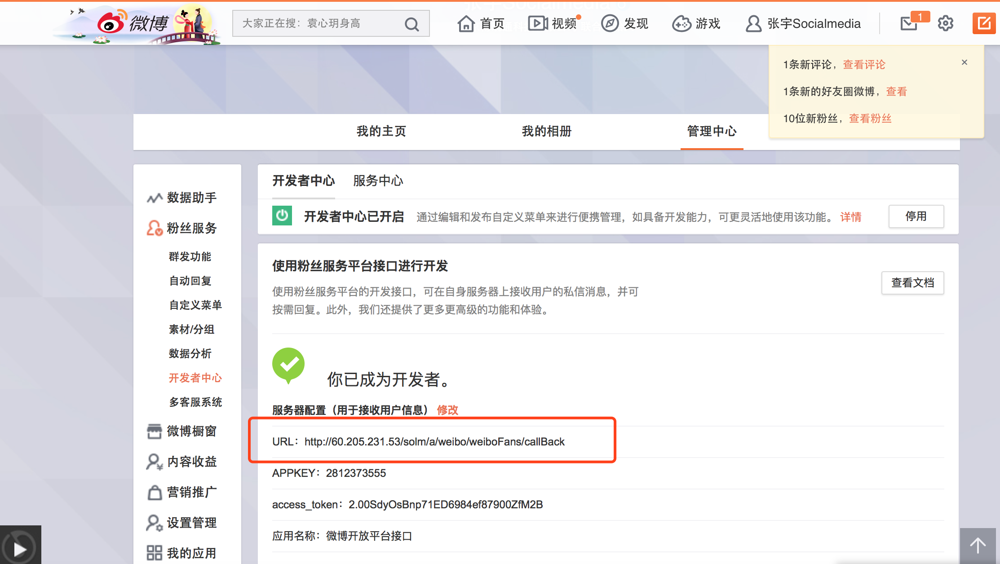 微博
大家正在搜：袁心玥身高
首页
视频
发现
游戏
张宇Socialmedia
1
1条新评论，查看评论
1条新的好友圈微博，查看
10位新粉丝，查看粉丝
我的主页
我的相册
管理中心
数据助手
粉丝服务
群发功能
自动回复
自定义菜单
素材/分组
数据分析
开发者中心
多客服系统
微博橱窗
内容收益
营销推广
设置管理
我的应用
开发者中心
服务中心
开发者中心已开启 通过编辑和发布自定义菜单来进行便携管理，如具备开发能力，可更灵活地使用该功能。 详情
停用
使用粉丝服务平台接口进行开发
使用粉丝服务平台的开发接口，可在自身服务器上接收用户的私信消息，并可
按需回复。此外，我们还提供了更多更高级的功能和体验。
查看文档
你已成为开发者。
服务器配置（用于接收用户信息） 修改
URL：http://60.205.231.53/solm/a/weibo/weiboFans/callBack
APPKEY：2812373555
access_token：2.00SdyOsBnp71ED6984ef87900ZfM2B
应用名称：微博开放平台接口